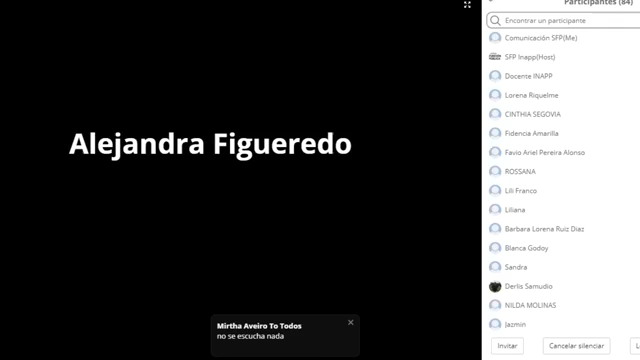 Participantes (84)
Encontrar un participante
Comunicación SFP(Me)
SFP Inapp(Host)
Docente INAPP
Lorena Riquelme
CINTHIA SEGOVIA
Fidencia Amarilla
Favio Ariel Pereira Alonso
ROSSANA
Lili Franco
Liliana
Barbara Lorena Ruiz Diaz
Blanca Godoy
Sandra
Derlis Samudio
NILDA MOLINAS
Jazmin
Invitar
Cancelar silenciar
Alejandra Figueredo
Mirtha Aveiro To Todos
no se escucha nada